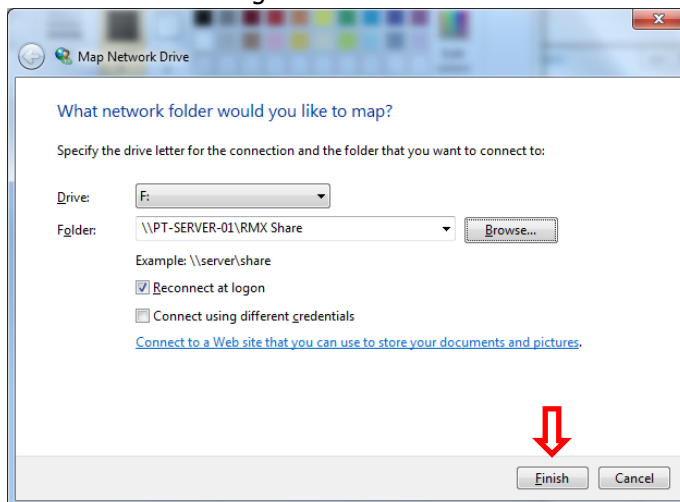 Map Network Drive
What network folder would you like to map?
Specify the drive letter for the connection and the folder that you want to connect to:
Drive: F:
Folder: \\PT-SERVER-01\RMX Share Browse...
Example: \\server\share
Reconnect at logon
Connect using different credentials
Connect to a Web site that you can use to store your documents and pictures.
Finish Cancel